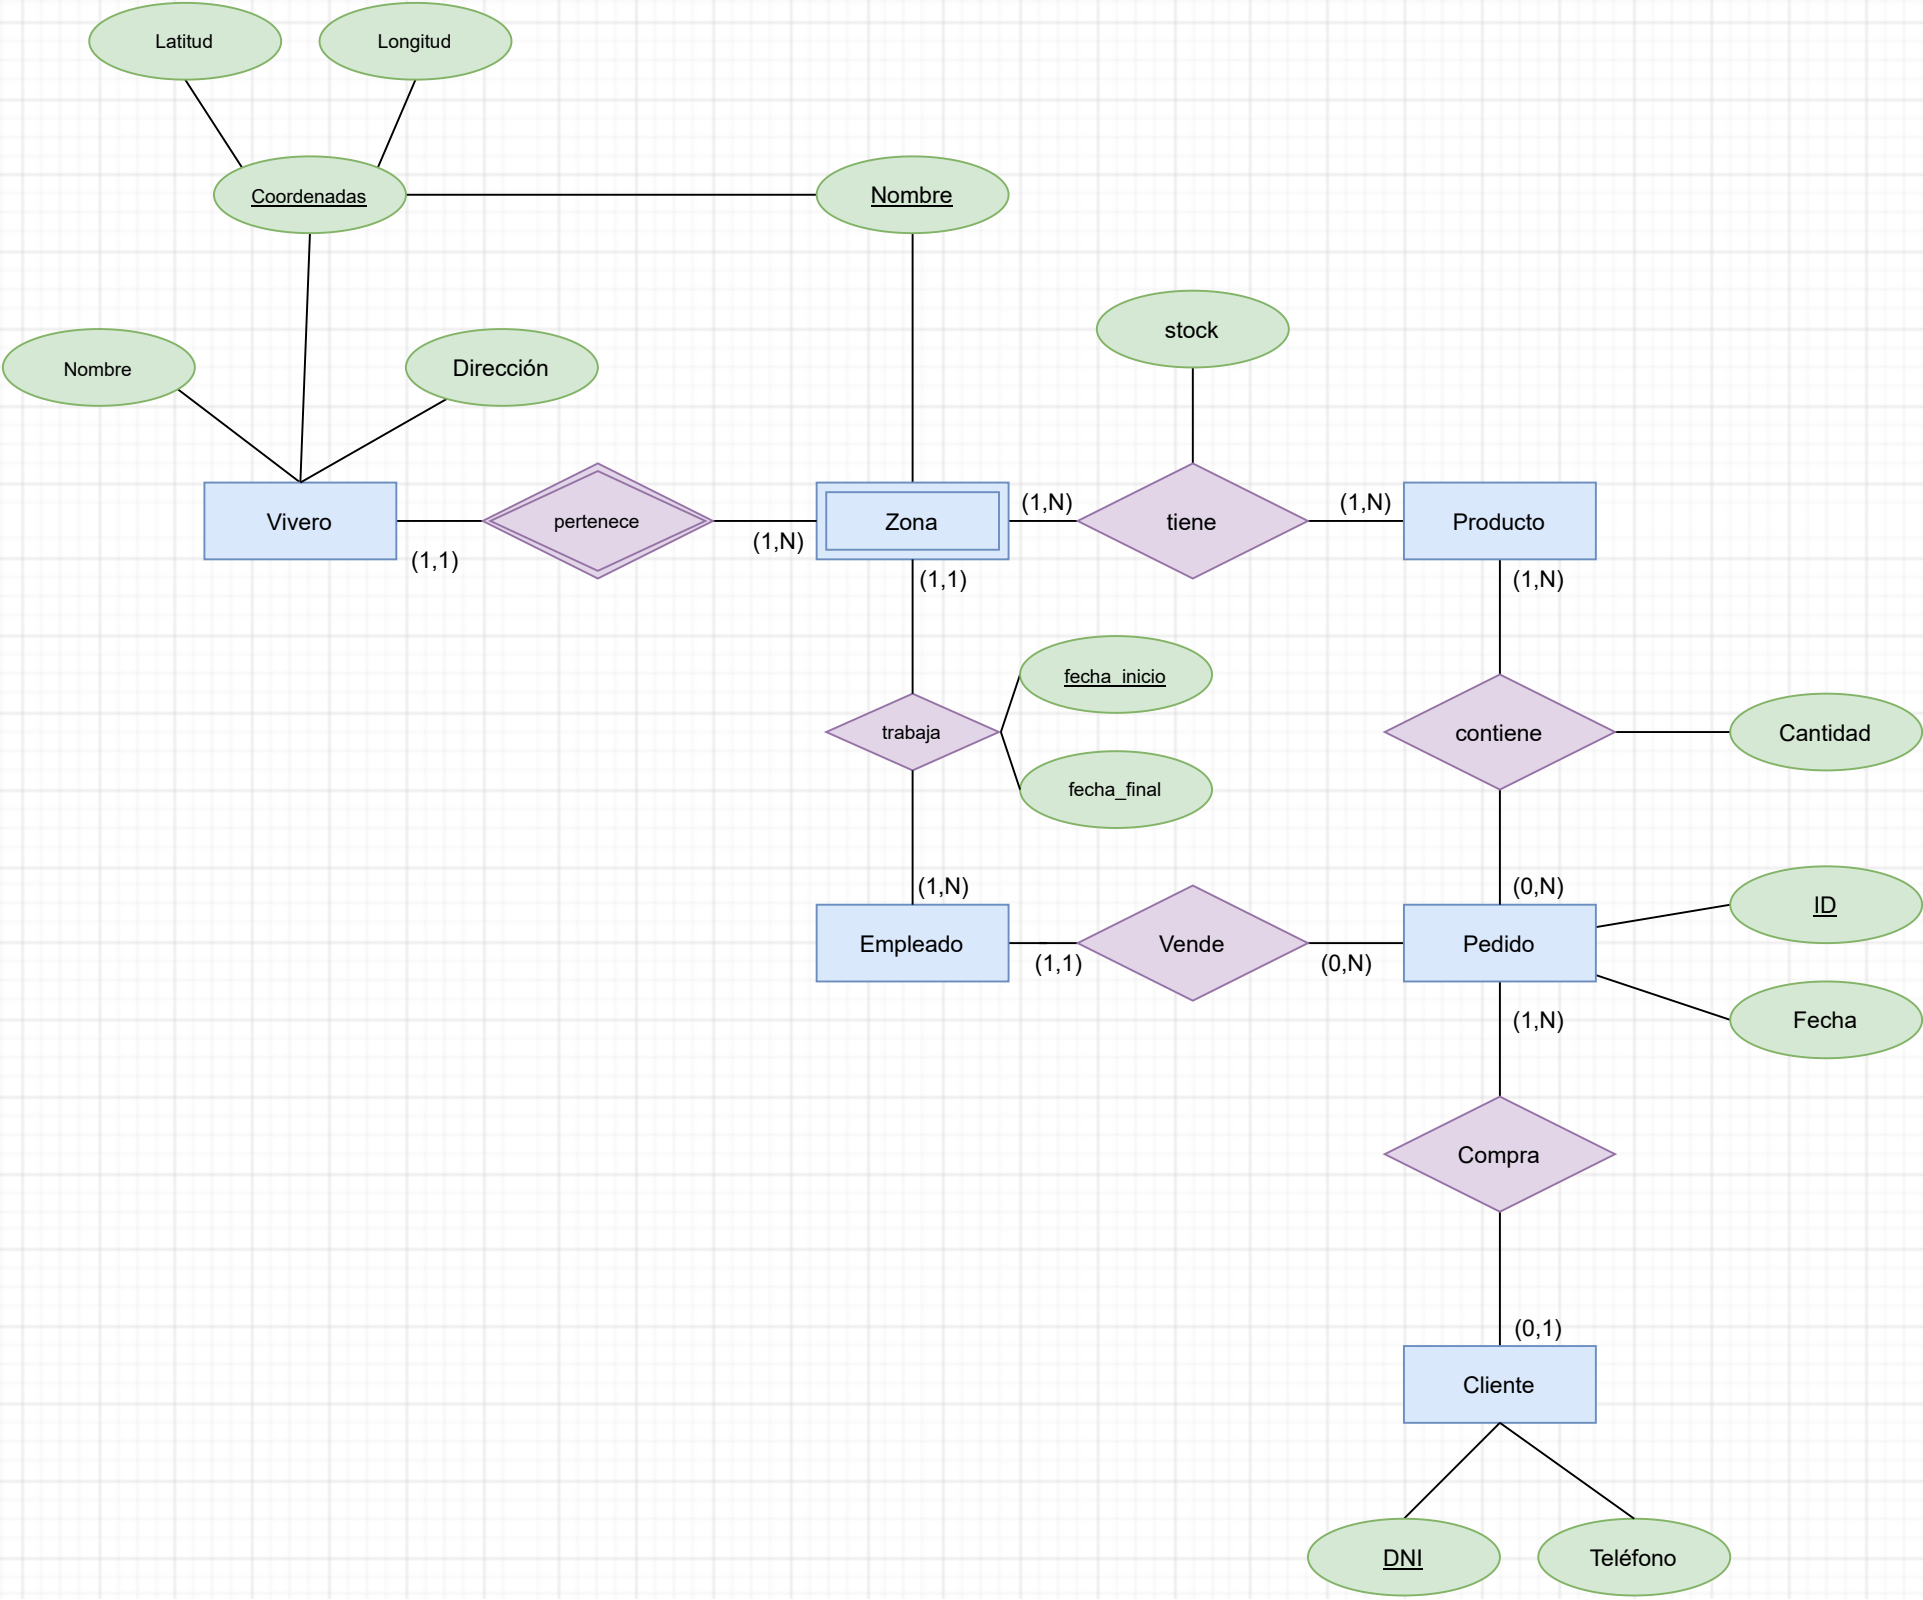 Latitud
Longitud
Coordenadas
Nombre
Nombre
Dirección
stock
Vivero
(1,1)
pertenece
(1,N)
Zona
(1,N)
tiene
(1,N)
Producto
(1,1)
(1,N)
fecha_inicio
trabaja
fecha_final
contiene
Cantidad
(1,N)
(0,N)
ID
Empleado
(1,1)
Vende
(0,N)
Pedido
(1,N)
Fecha
Compra
(0,1)
Cliente
DNI
Teléfono